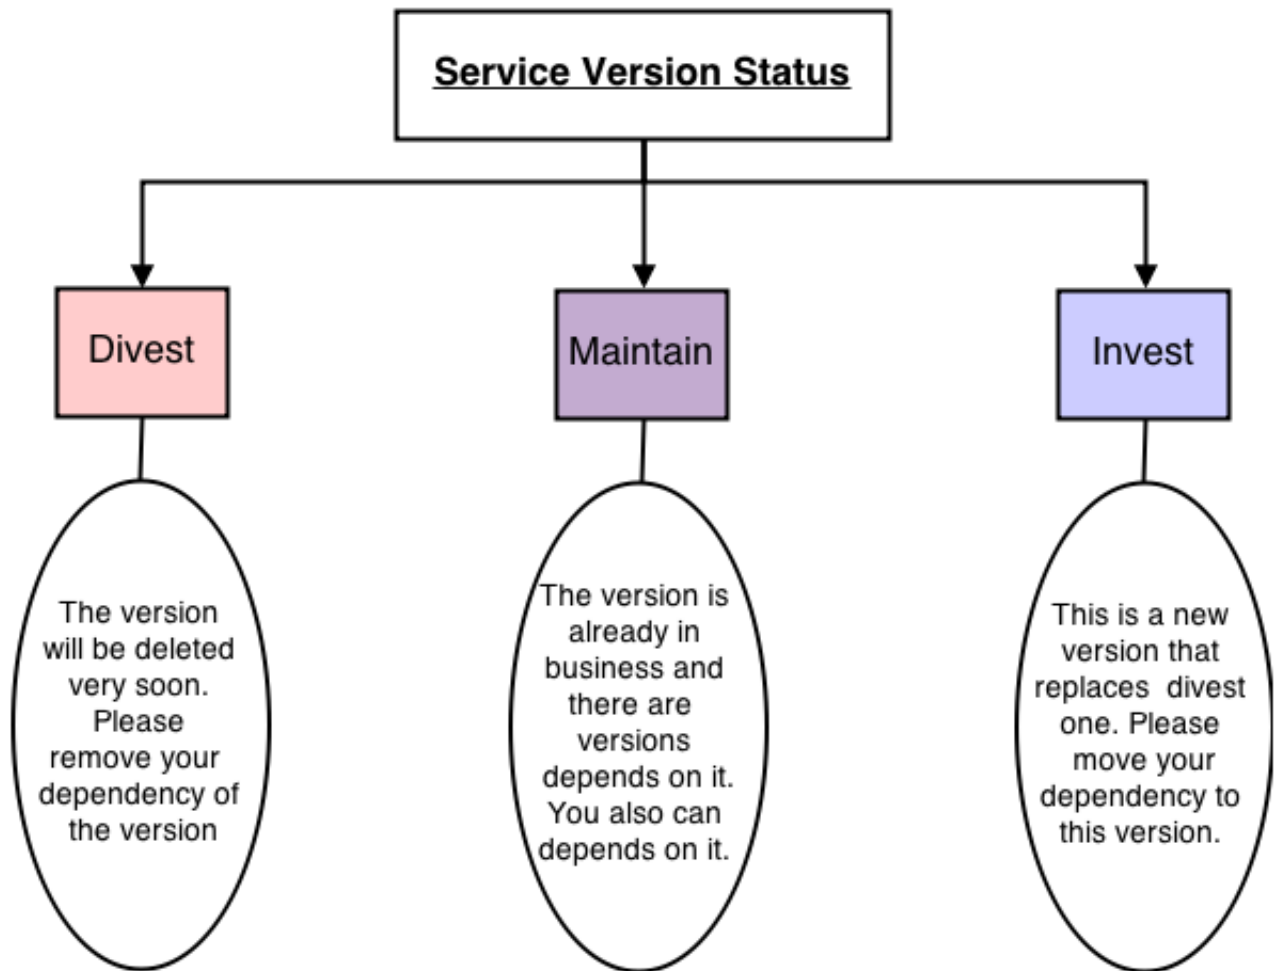 Service Version Status
Divest
Maintain
Invest
The version
will be deleted
very soon.
Please
remove your
dependency of
the version
The version is
already in
business and
there are
versions
depends on it.
You also can
depends on it.
This is a new
version that
replaces divest
one. Please
move your
dependency to
this version.